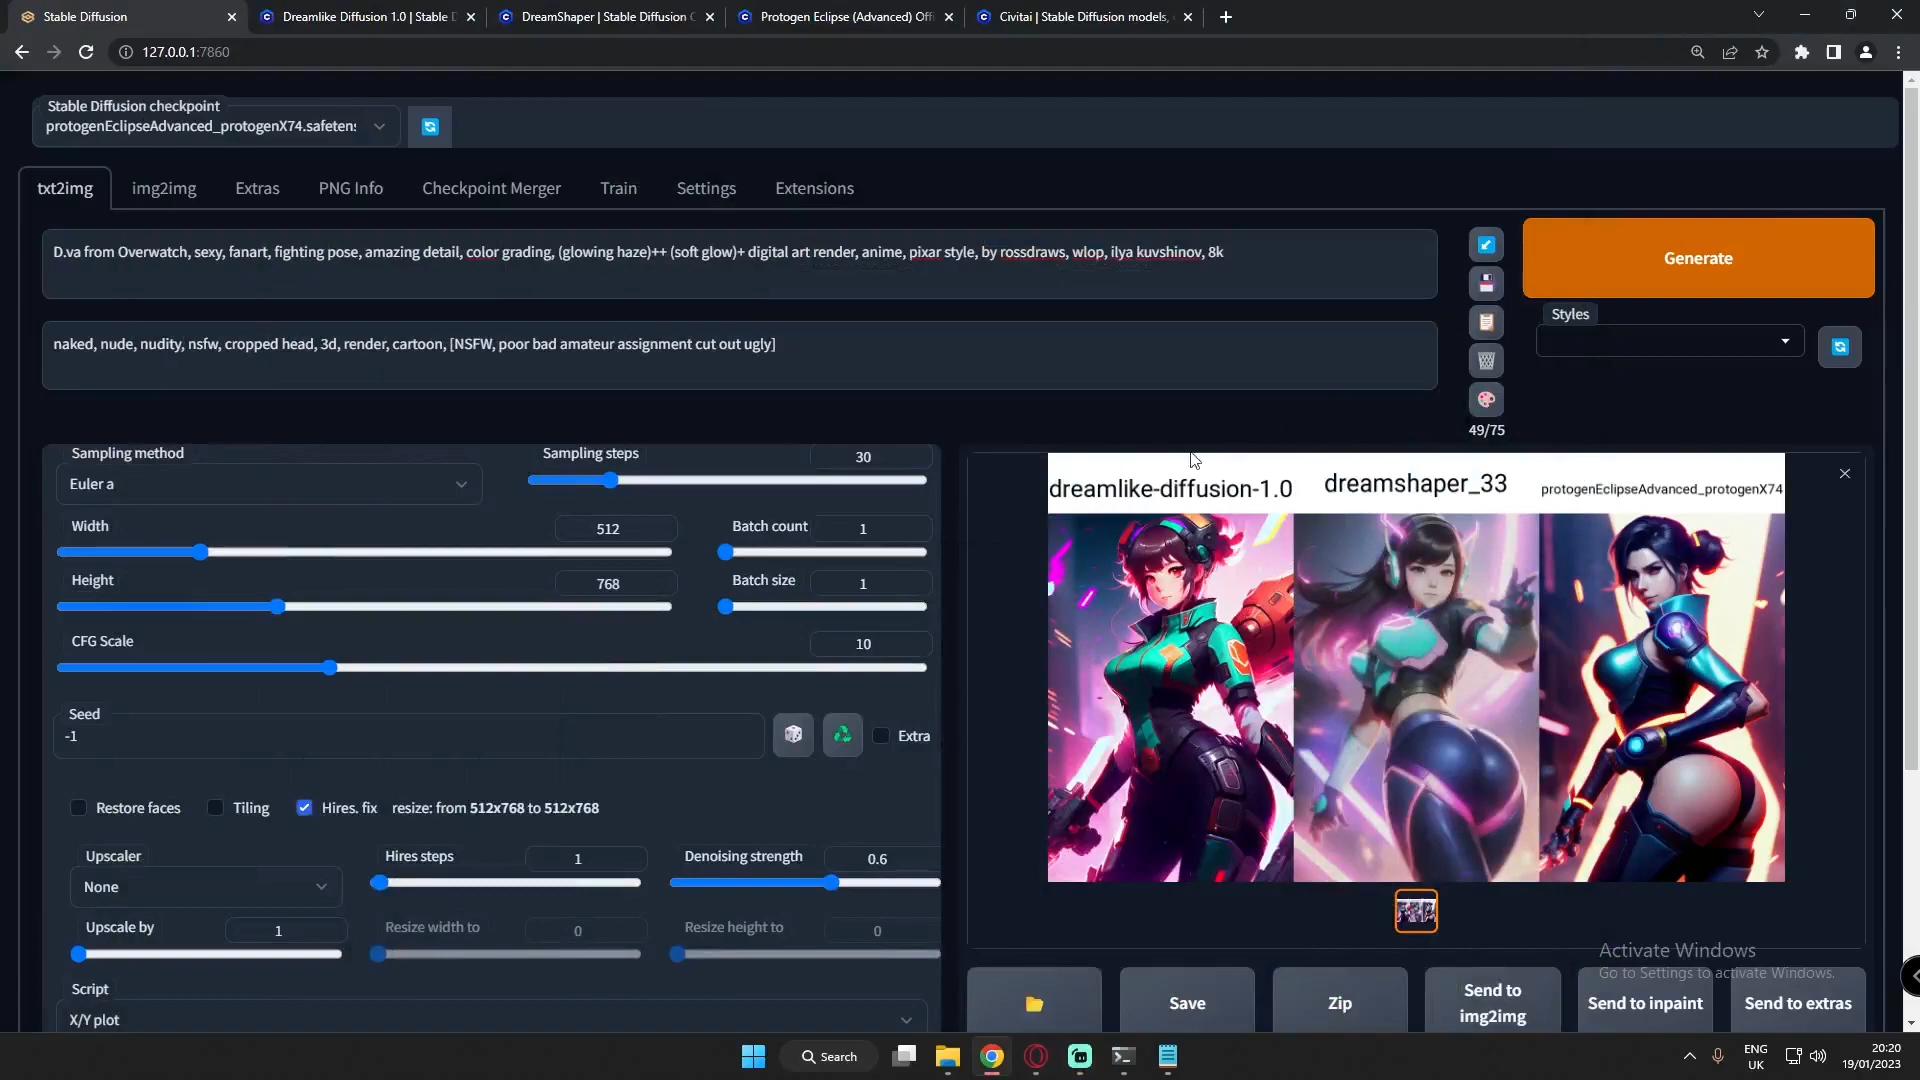 Stable Diffusion
Dreamlike Diffusion 1.0 | Stable D
DreamShaper | Stable Diffusion C
Protogen Eclipse (Advanced) Offi
Civitai | Stable Diffusion models,
127.0.0.1:7860
Stable Diffusion checkpoint
protogenEclipseAdvanced_protogenX74.safetens
txt2img
img2img
Extras
PNG Info
Checkpoint Merger
Train
Settings
Extensions
D.va from Overwatch, sexy, fanart, fighting pose, amazing detail, color grading, (glowing haze)++ (soft glow)+ digital art render, anime, pixar style, by rossdraws, wlop, ilya kuvshinov, 8k
Generate
Styles
naked, nude, nudity, nsfw, cropped head, 3d, render, cartoon, [NSFW, poor bad amateur assignment cut out ugly]
49/75
Sampling method
Euler a
Sampling steps
30
Width
512
Batch count
1
Height
768
Batch size
1
CFG Scale
10
Seed
-1
Extra
Restore faces
Tiling
Hires. fix
resize: from 512x768 to 512x768
Upscaler
None
Hires steps
1
Denoising strength
0.6
Upscale by
1
Resize width to
0
Resize height to
0
Script
X/Y plot
dreamlike-diffusion-1.0
dreamshaper_33
protogenEclipseAdvanced_protogenX74
Activate Windows
Go to Settings to activate Windows.
Save
Zip
Send to
img2img
Send to inpaint
Send to extras
Search
ENG
UK
20:20
19/01/2023